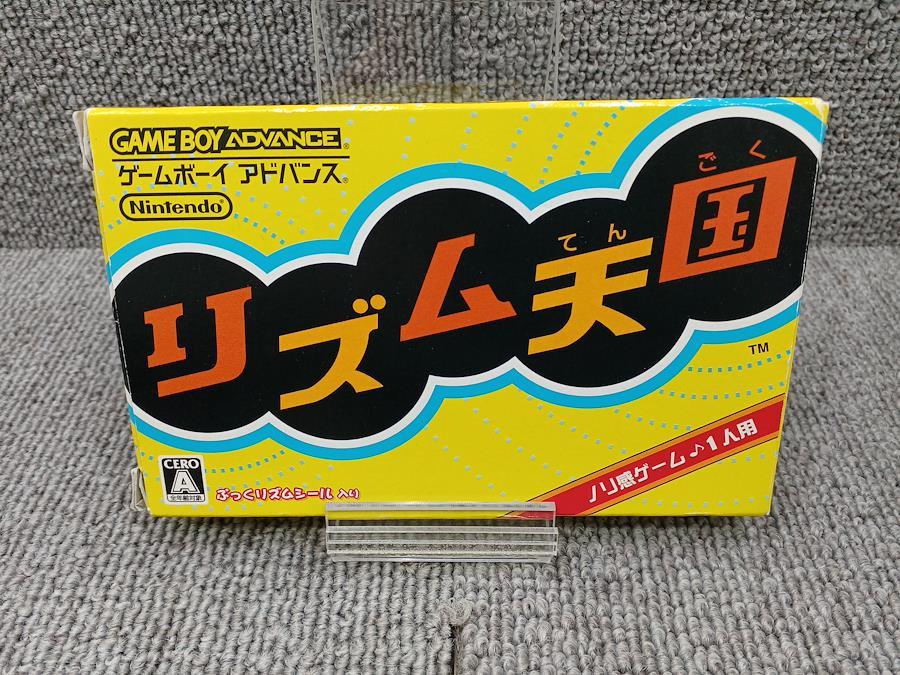 GAME BOY ADVANCE®
ゲームボーイ アドバンス®
Nintendo®
てん ごく
リズム天国
TM
ノリ感ゲーム♪1人用
CERO
A
全年齢対象
ぷっくリズムシール 入り